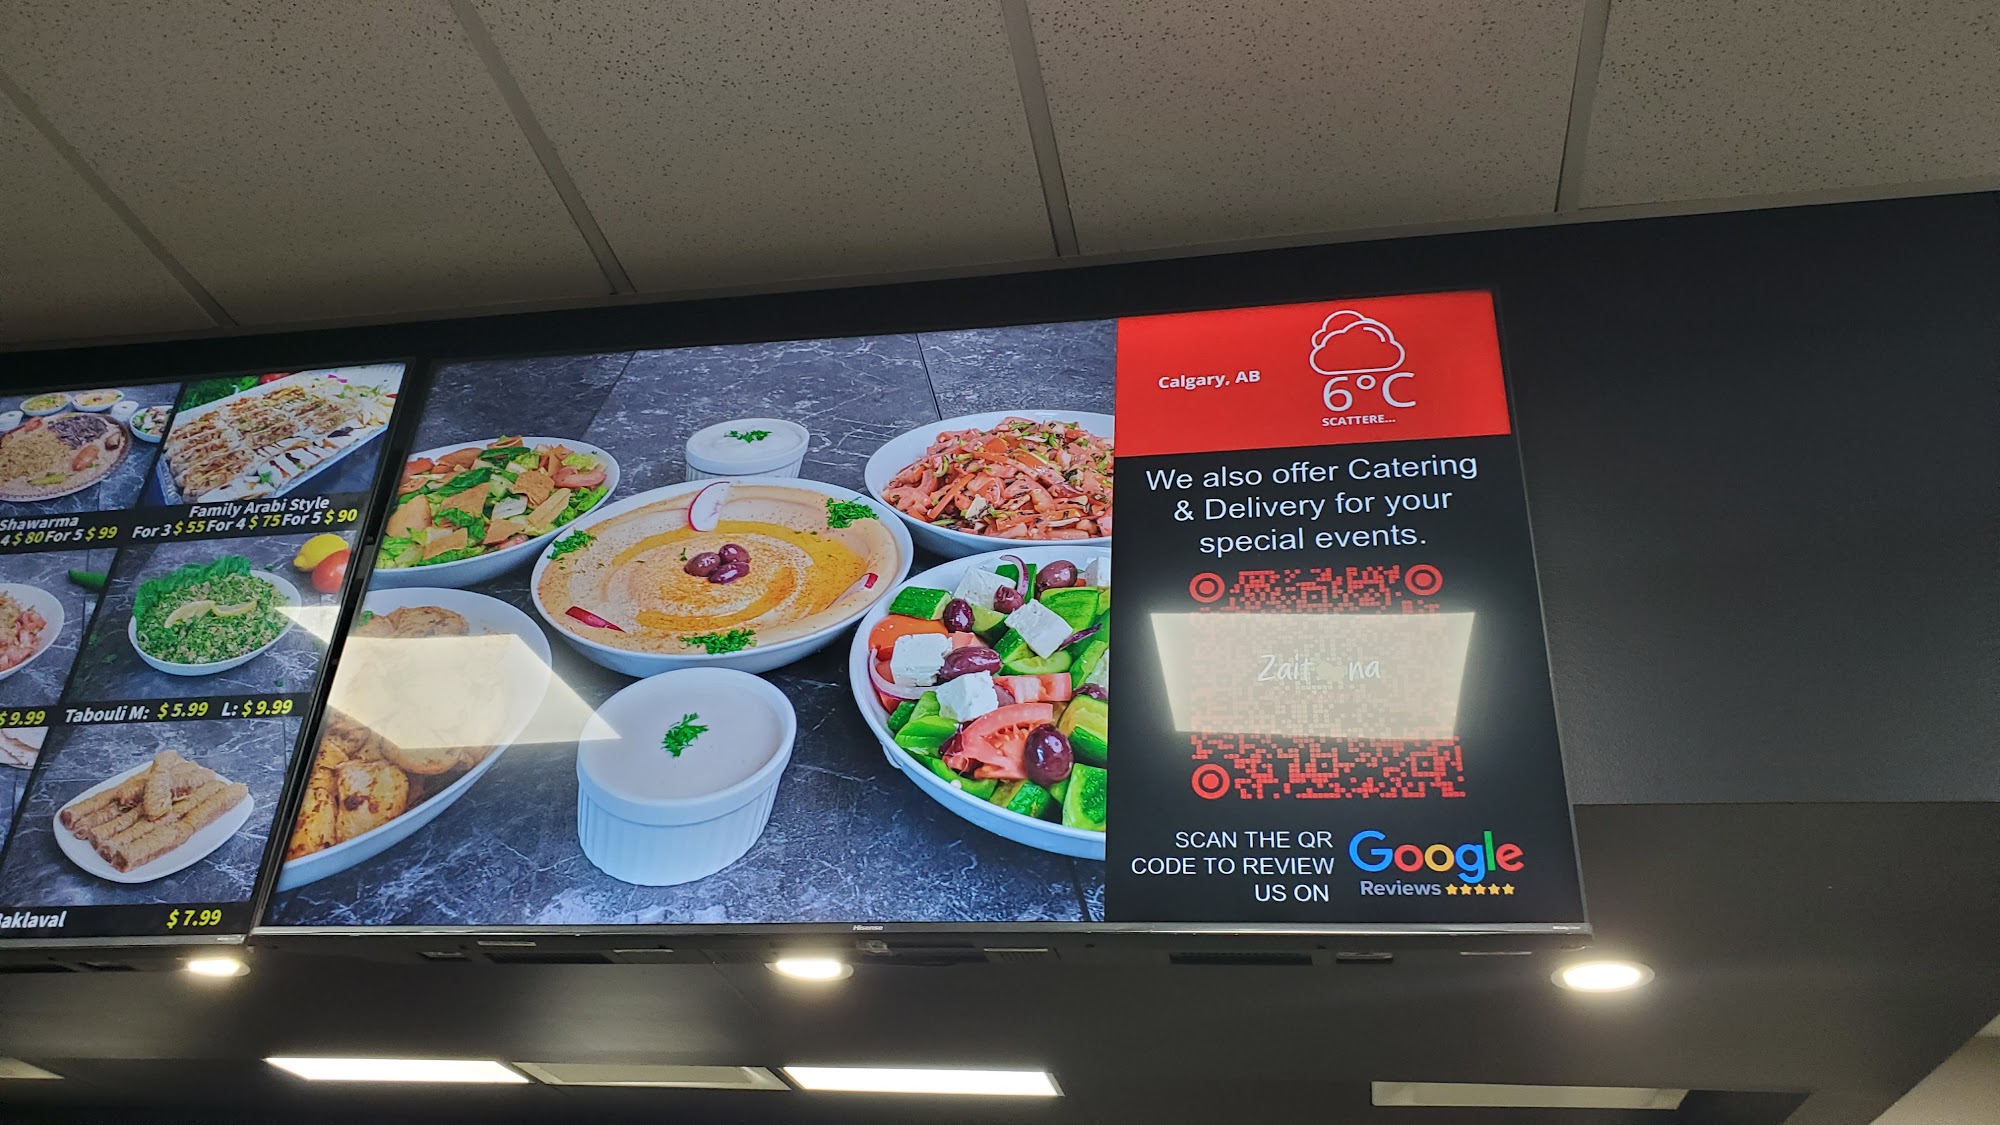 Shawarma
4 $ 80 For 5 $ 99
Family Arabi Style
For 3 $ 55 For 4 $ 75 For 5 $ 90
$ 9.99
Tabouli M: $ 5.99 L: $ 9.99
aklaval $ 7.99
Calgary, AB
6°C
SCATTERE...
We also offer Catering
& Delivery for your
special events.
SCAN THE QR
CODE TO REVIEW
US ON
Google
Reviews
Hisense